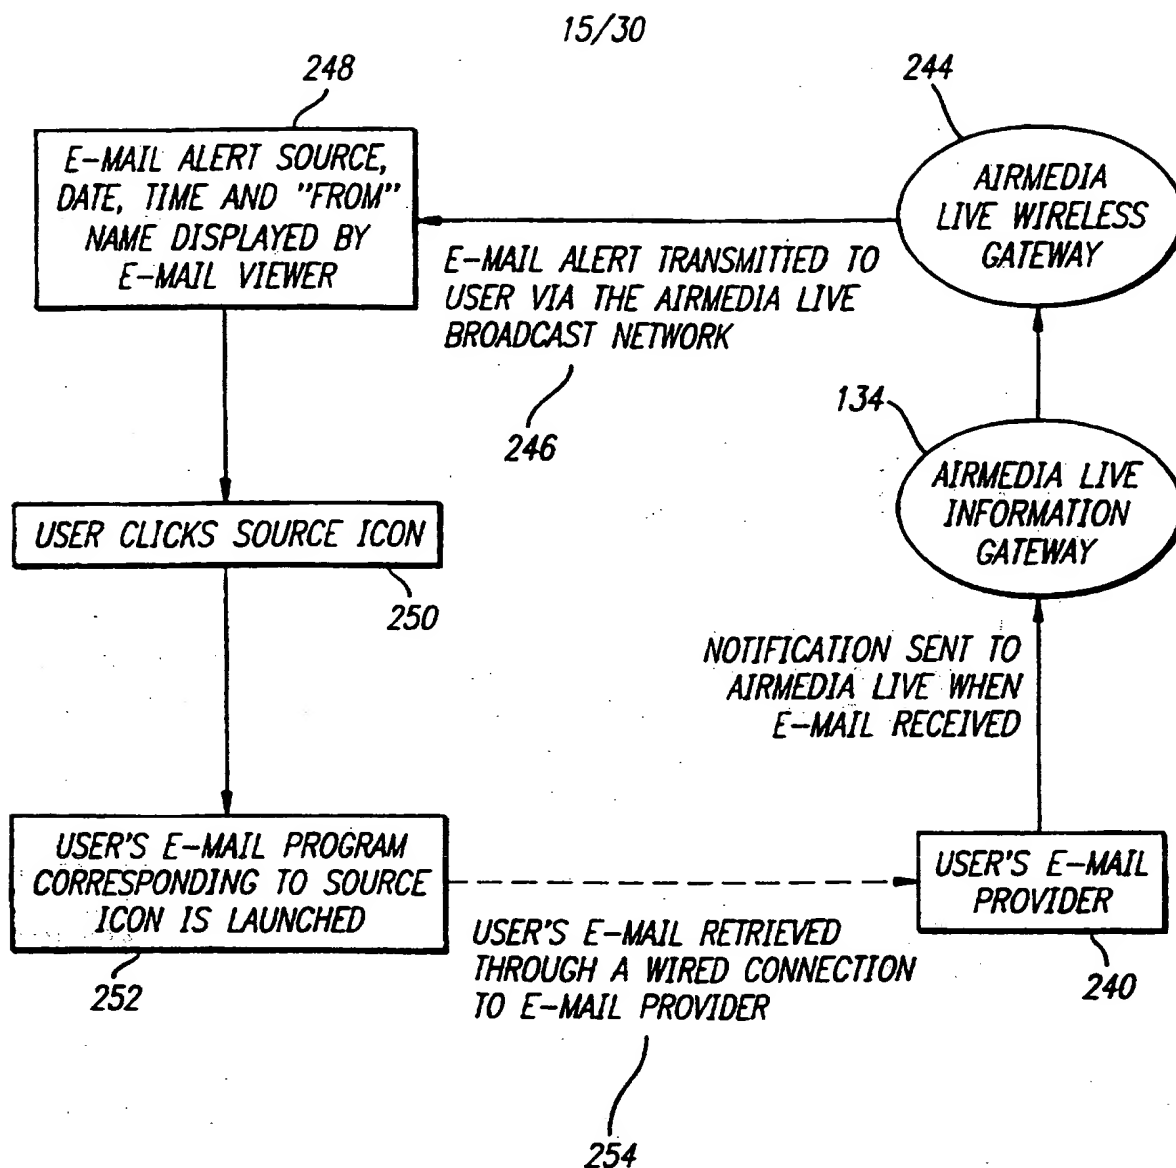 15/30
248
244
E-MAIL ALERT SOURCE,
DATE, TIME AND "FROM"
NAME DISPLAYED BY
E-MAIL VIEWER
AIRMEDIA
LIVE WIRELESS
GATEWAY
E-MAIL ALERT TRANSMITTED TO
USER VIA THE AIRMEDIA LIVE
BROADCAST NETWORK
246
134
AIRMEDIA LIVE
INFORMATION
GATEWAY
USER CLICKS SOURCE ICON
250
NOTIFICATION SENT TO
AIRMEDIA LIVE WHEN
E-MAIL RECEIVED
USER'S E-MAIL PROGRAM
CORRESPONDING TO SOURCE
ICON IS LAUNCHED
252
USER'S E-MAIL
PROVIDER
240
USER'S E-MAIL RETRIEVED
THROUGH A WIRED CONNECTION
TO E-MAIL PROVIDER
254